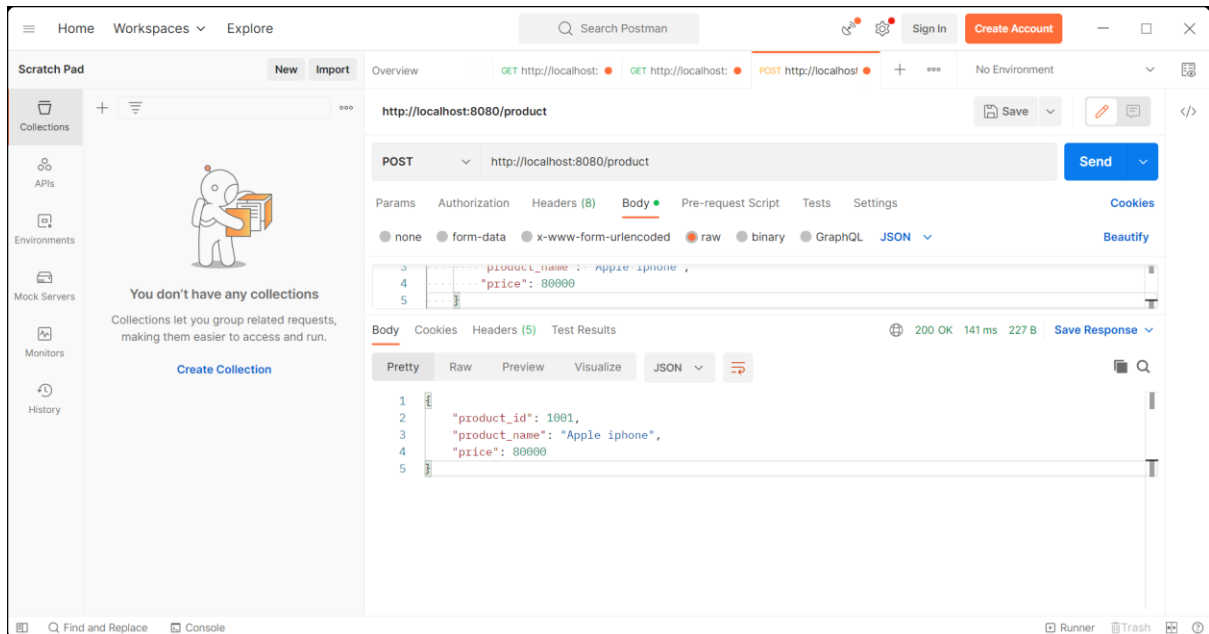 Home Workspaces Explore Search Postman Sign In Create Account
Scratch Pad New Import Overview GET http://localhost: GET http://localhost: POST http://localhost No Environment
http://localhost:8080/product Save
Collections
POST http://localhost:8080/product Send
APIs
Params Authorization Headers (8) Body Pre-request Script Tests Settings Cookies
Environments
none form-data x-www-form-urlencoded raw binary GraphQL JSON Beautify
3 "product_name": "Apple iphone",
4 "price": 80000
5 }
Mock Servers
You don't have any collections
Collections let you group related requests,
making them easier to access and run.
Create Collection
Monitors
History
Body Cookies Headers (5) Test Results 200 OK 141 ms 227 B Save Response
Pretty Raw Preview Visualize JSON
1 {
2 "product_id": 1001,
3 "product_name": "Apple iphone",
4 "price": 80000
5 }
Find and Replace Console Runner Trash